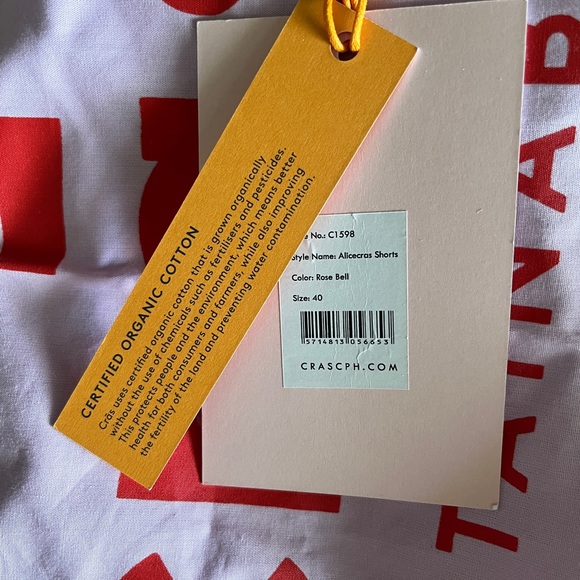 CERTIFIED ORGANIC COTTON
Crås uses certified organic cotton that is grown organically
without the use of chemicals such as fertilisers and pesticides.
This protects people and the environment, which means better
health for both consumers and farmers, while also improving
the fertility of the land and preventing water contamination.
No.: C1598
Style Name: Alicecras Shorts
Color: Rose Bell
Size: 40
5714813056653
CRASCPH.COM